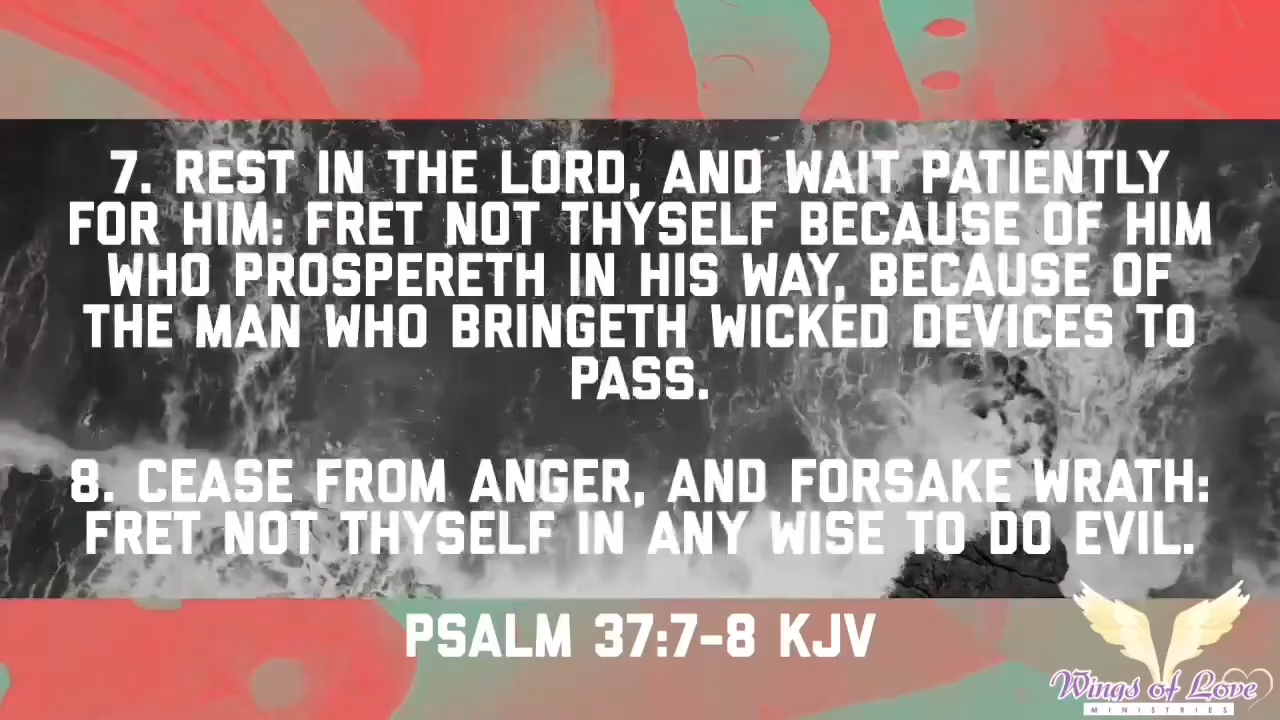 7. REST IN THE LORD, AND WAIT PATIENTLY
FOR HIM: FRET NOT THYSELF BECAUSE OF HIM
WHO PROSPERETH IN HIS WAY, BECAUSE OF
THE MAN WHO BRINGETH WICKED DEVICES TO
PASS.
8. CEASE FROM ANGER, AND FORSAKE WRATH:
FRET NOT THYSELF IN ANY WISE TO DO EVIL.
PSALM 37:7-8 KJV
Wings of Love
MINISTRIES